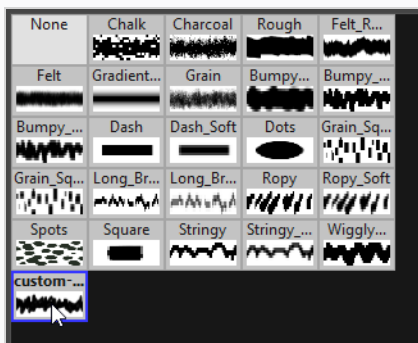 None Chalk Charcoal Rough Felt_R...
Felt Gradient... Grain Bumpy... Bumpy_...
Bumpy_... Dash Dash_Soft Dots Grain_Sq...
Grain_Sq... Long_Br... Long_Br... Ropy Ropy_Soft
Spots Square Stringy Stringy_... Wiggly...
custom-...